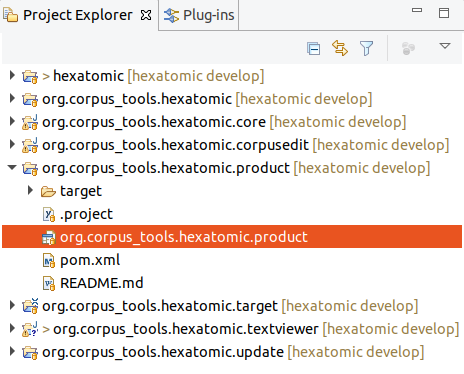 Project Explorer Plug-ins
> hexatomic [hexatomic develop]
org.corpus_tools.hexatomic [hexatomic develop]
org.corpus_tools.hexatomic.core [hexatomic develop]
org.corpus_tools.hexatomic.corpusedit [hexatomic develop]
org.corpus_tools.hexatomic.product [hexatomic develop]
target
.project
org.corpus_tools.hexatomic.product
pom.xml
README.md
org.corpus_tools.hexatomic.target [hexatomic develop]
> org.corpus_tools.hexatomic.textviewer [hexatomic develop]
org.corpus_tools.hexatomic.update [hexatomic develop]